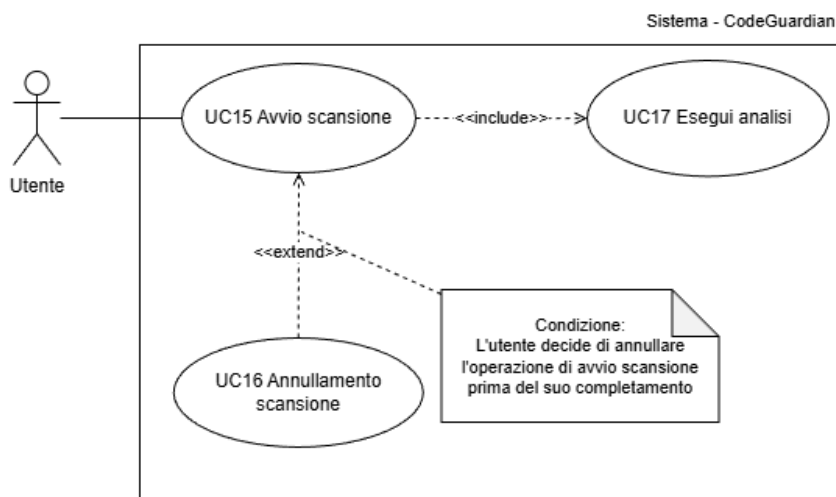 Sistema - CodeGuardian
UC15 Avvio scansione
<<include>>
UC17 Esegui analisi
Utente
<<extend>>
Condizione:
L'utente decide di annullare
l'operazione di avvio scansione
prima del suo completamento
UC16 Annullamento
scansione